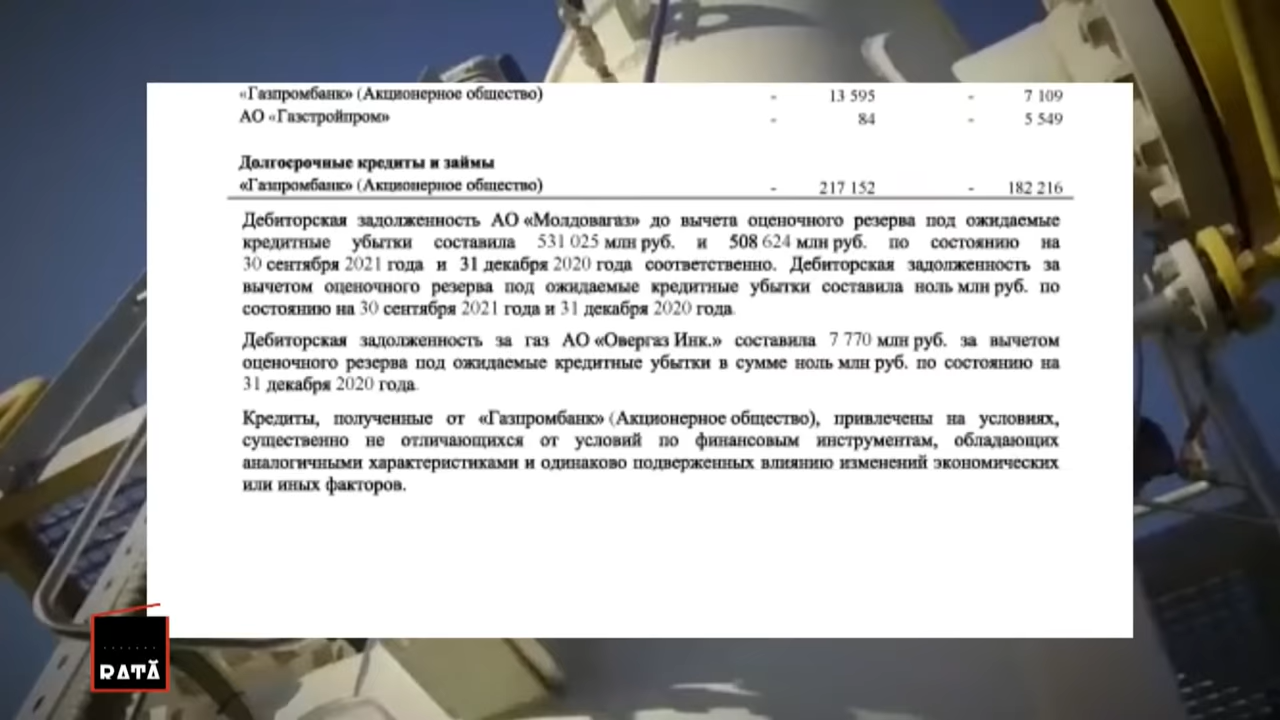 «Газпромбанк» (Акционерное общество) - 13 595 - 7 109
АО «Газстройпром» - 84 - 5 549
Долгосрочные кредиты и займы
«Газпромбанк» (Акционерное общество) - 217 152 - 182 216
Дебиторская задолженность АО «Молдовагаз» до вычета оценочного резерва под ожидаемые
кредитные убытки составила 531 025 млн руб. и 508 624 млн руб. по состоянию на
30 сентября 2021 года и 31 декабря 2020 года соответственно. Дебиторская задолженность за
вычетом оценочного резерва под ожидаемые кредитные убытки составила ноль млн руб. по
состоянию на 30 сентября 2021 года и 31 декабря 2020 года.
Дебиторская задолженность за газ АО «Овергаз Инк.» составила 7 770 млн руб. за вычетом
оценочного резерва под ожидаемые кредитные убытки в сумме ноль млн руб. по состоянию на
31 декабря 2020 года.
Кредиты, полученные от «Газпромбанк» (Акционерное общество), привлечены на условиях,
существенно не отличающихся от условий по финансовым инструментам, обладающих
аналогичными характеристиками и одинаково подверженных влиянию изменений экономических
или иных факторов.
RATĂ